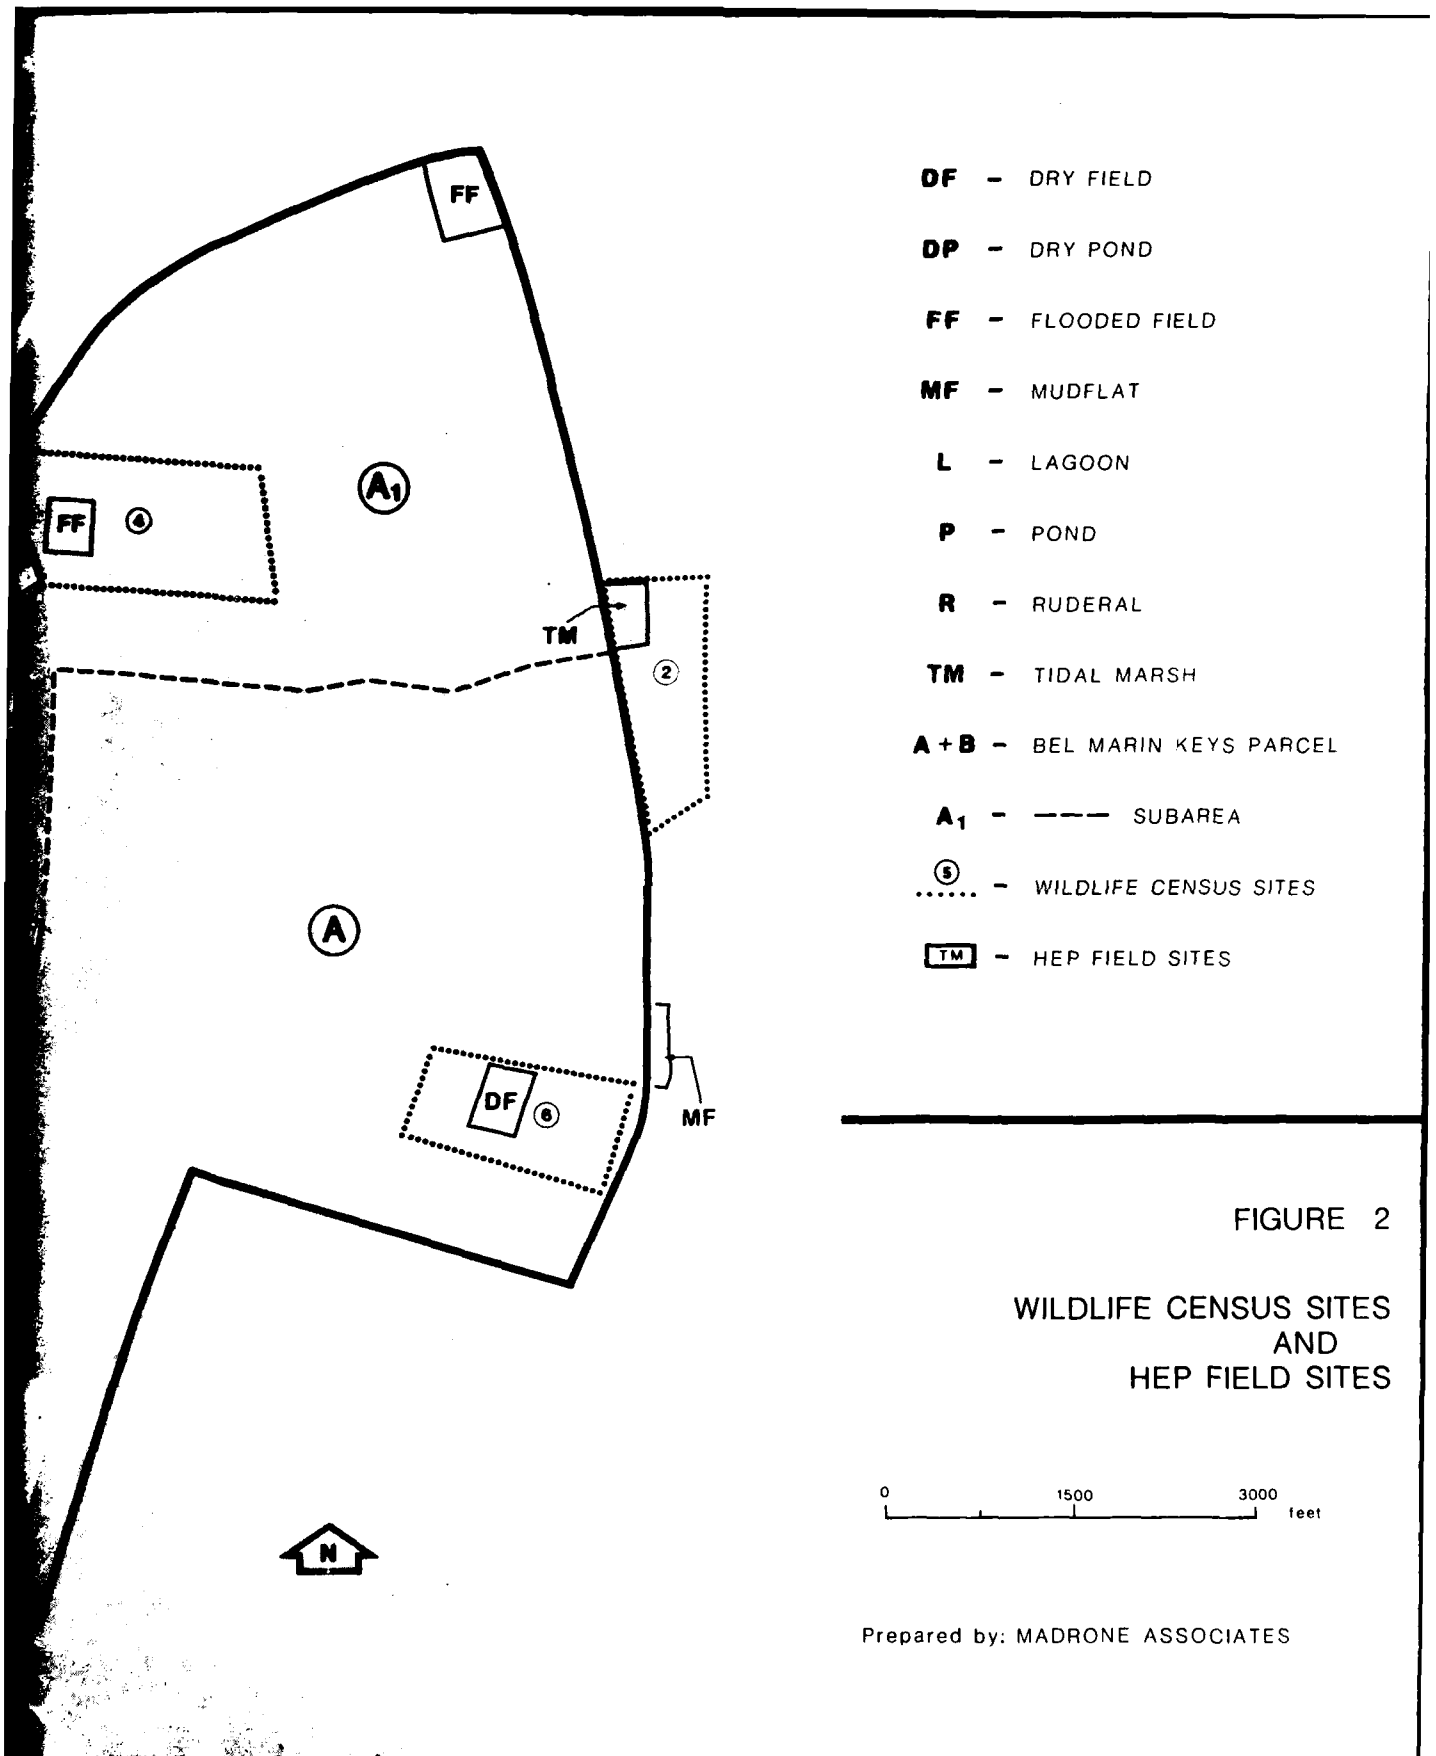 FF
A1
FF
4
TM
2
A
DF
6
MF
N
DF - DRY FIELD
DP - DRY POND
FF - FLOODED FIELD
MF - MUDFLAT
L - LAGOON
P - POND
R - RUDERAL
TM - TIDAL MARSH
A + B - BEL MARIN KEYS PARCEL
A1 - ---- SUBAREA
5
...... - WILDLIFE CENSUS SITES
TM - HEP FIELD SITES
FIGURE 2
WILDLIFE CENSUS SITES
AND
HEP FIELD SITES
0 1500 3000
feet
Prepared by: MADRONE ASSOCIATES